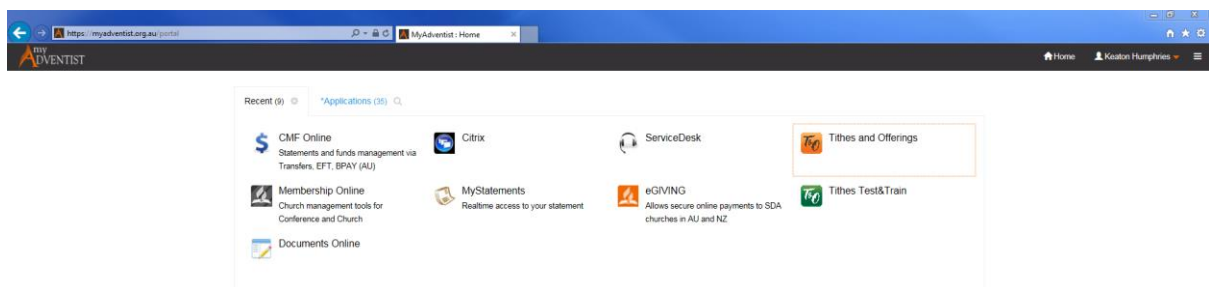 https://myadventist.org.au/portal
MyAdventist : Home
my
ADVENTIST
Home
Keaton Humphries
Recent (9)
*Applications (35)
CMF Online
Statements and funds management via
Transfers, EFT, BPAY (AU)
Citrix
ServiceDesk
Tithes and Offerings
Membership Online
Church management tools for
Conference and Church
MyStatements
Realtime access to your statement
eGIVING
Allows secure online payments to SDA
churches in AU and NZ
Tithes Test&Train
Documents Online